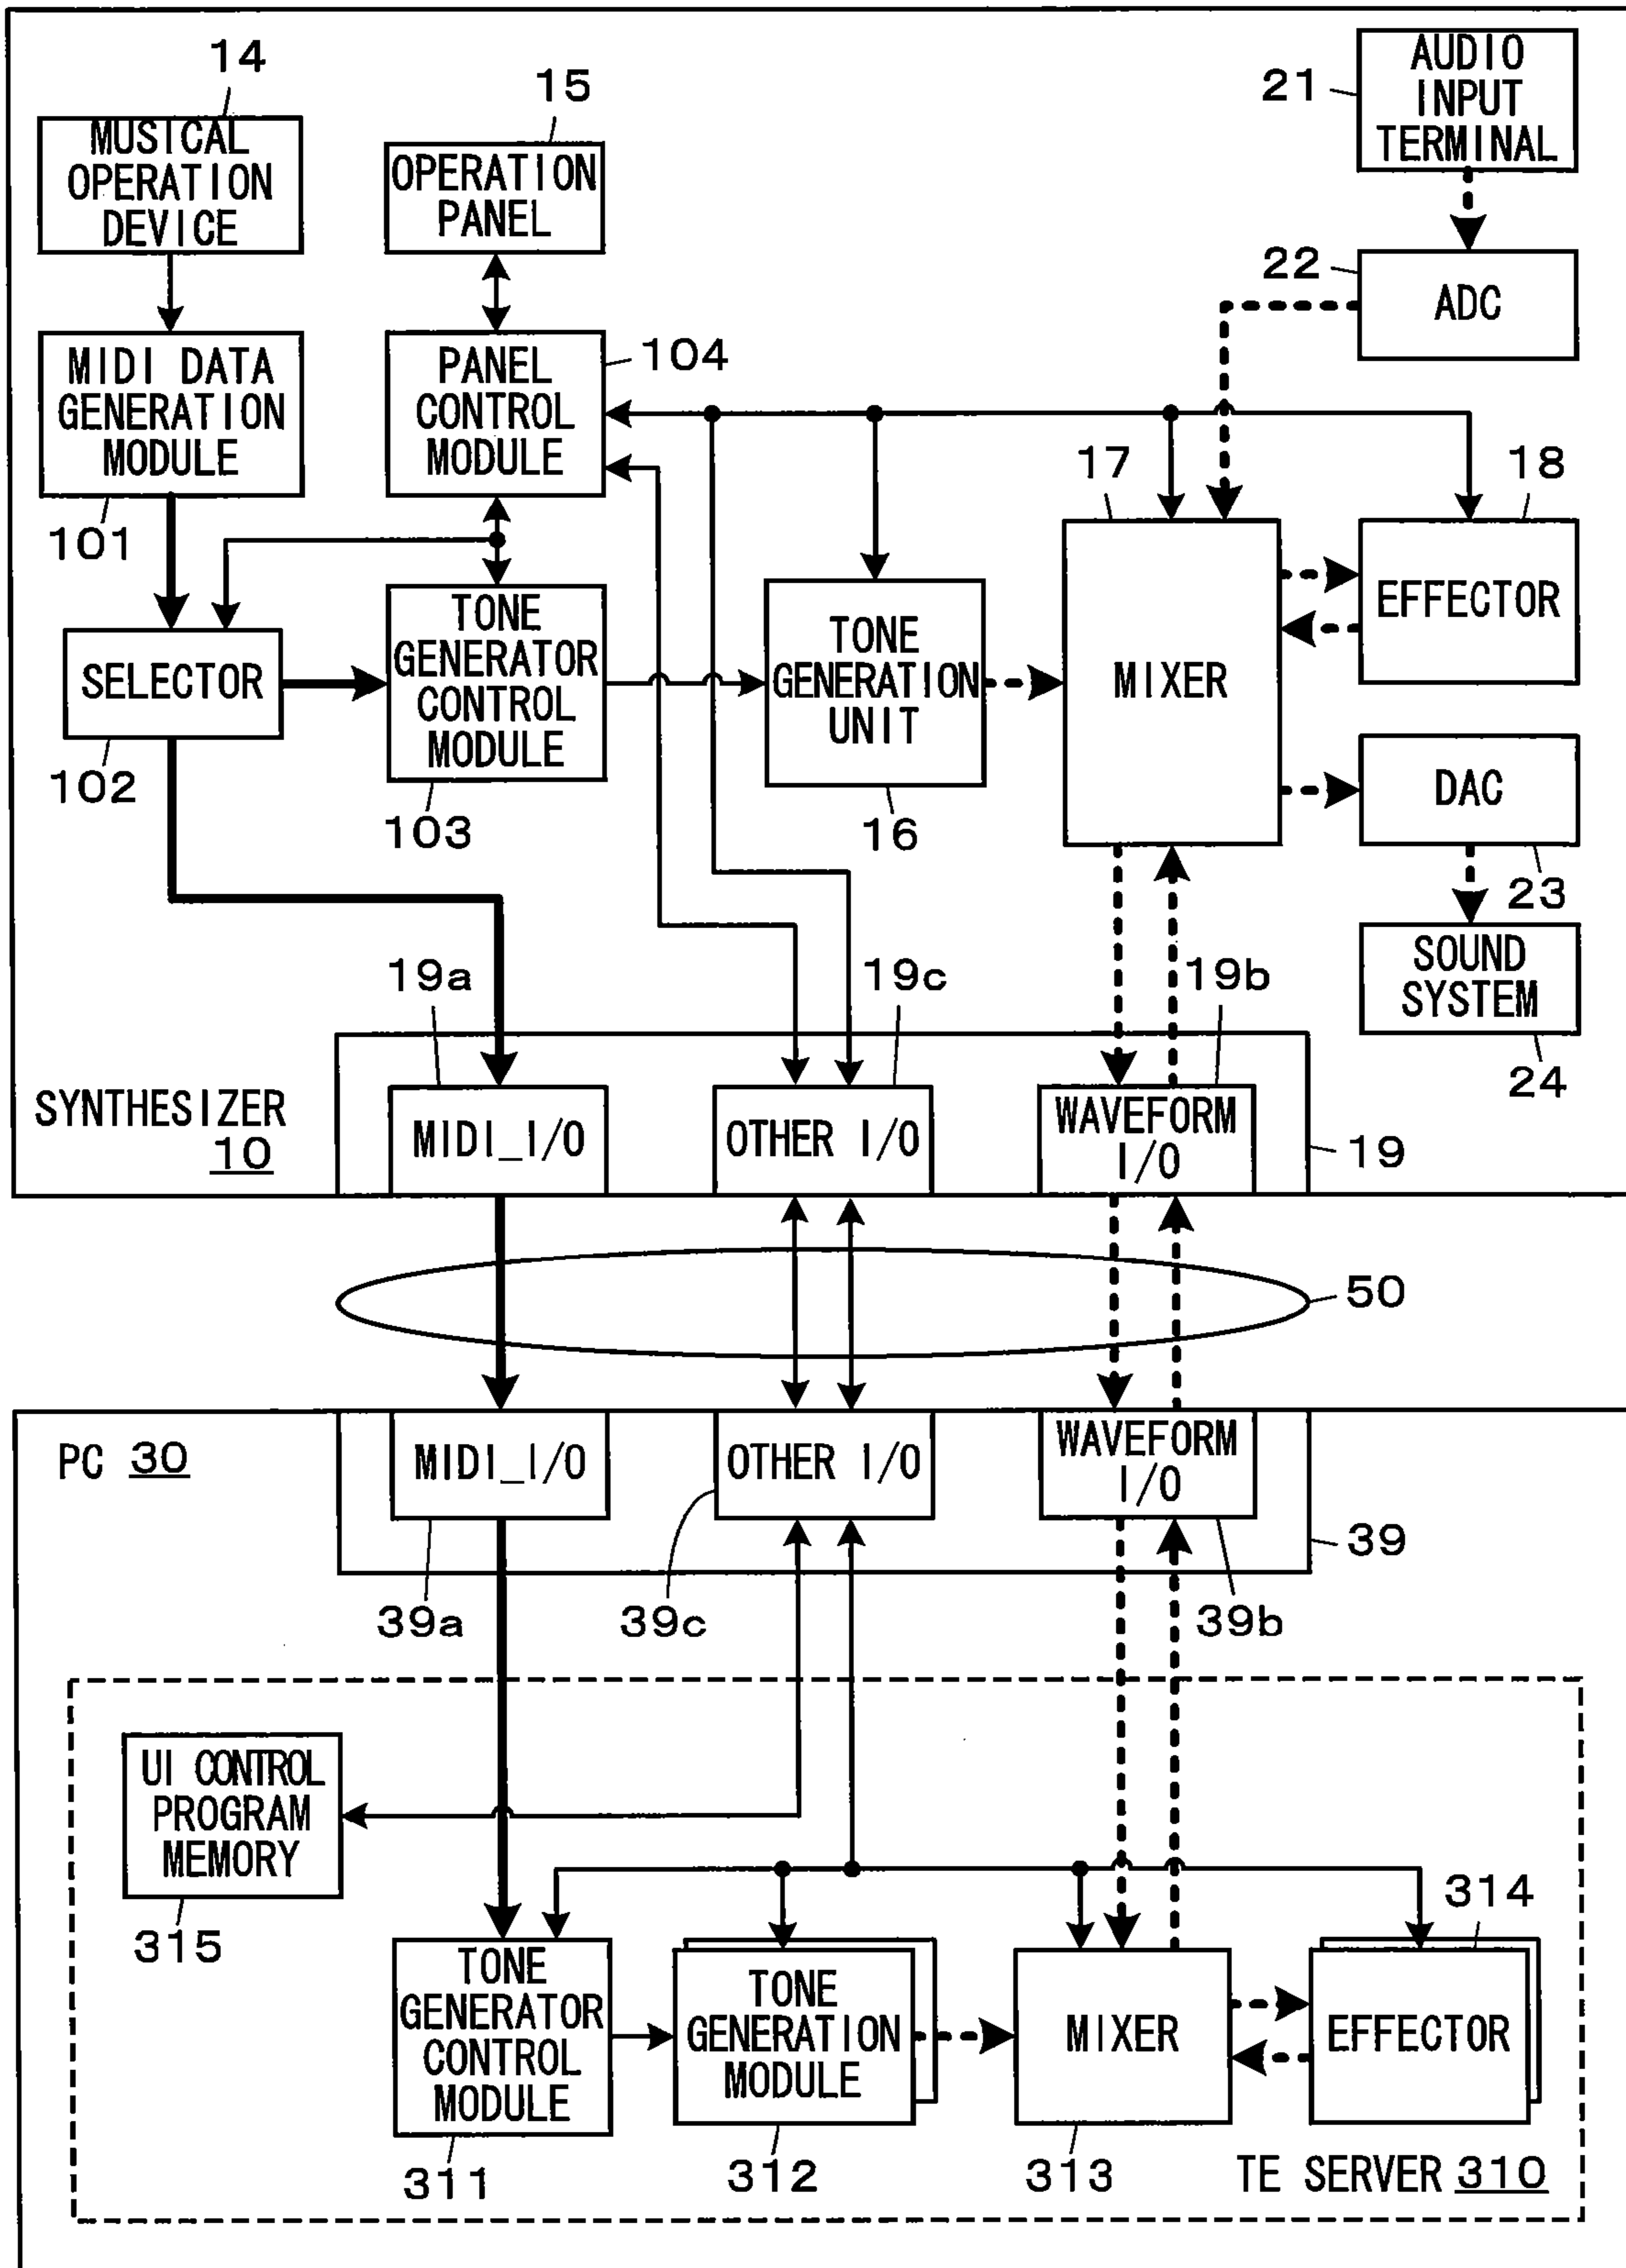 14
MUSICAL
OPERATION
DEVICE
15
OPERATION
PANEL
21
AUDIO
INPUT
TERMINAL
22
ADC
MIDI DATA
GENERATION
MODULE
101
PANEL
CONTROL
MODULE
104
17
18
SELECTOR
102
TONE
GENERATOR
CONTROL
MODULE
103
TONE
GENERATION
UNIT
16
MIXER
EFFECTOR
DAC
23
SOUND
SYSTEM
24
19a
19c
19b
SYNTHESIZER
10
MIDI_I/O
OTHER I/O
WAVEFORM
I/O
19
50
PC 30
MIDI_I/O
OTHER I/O
WAVEFORM
I/O
39
39a
39c
39b
UI CONTROL
PROGRAM
MEMORY
315
314
TONE
GENERATOR
CONTROL
MODULE
311
TONE
GENERATION
MODULE
312
MIXER
313
EFFECTOR
TE SERVER 310